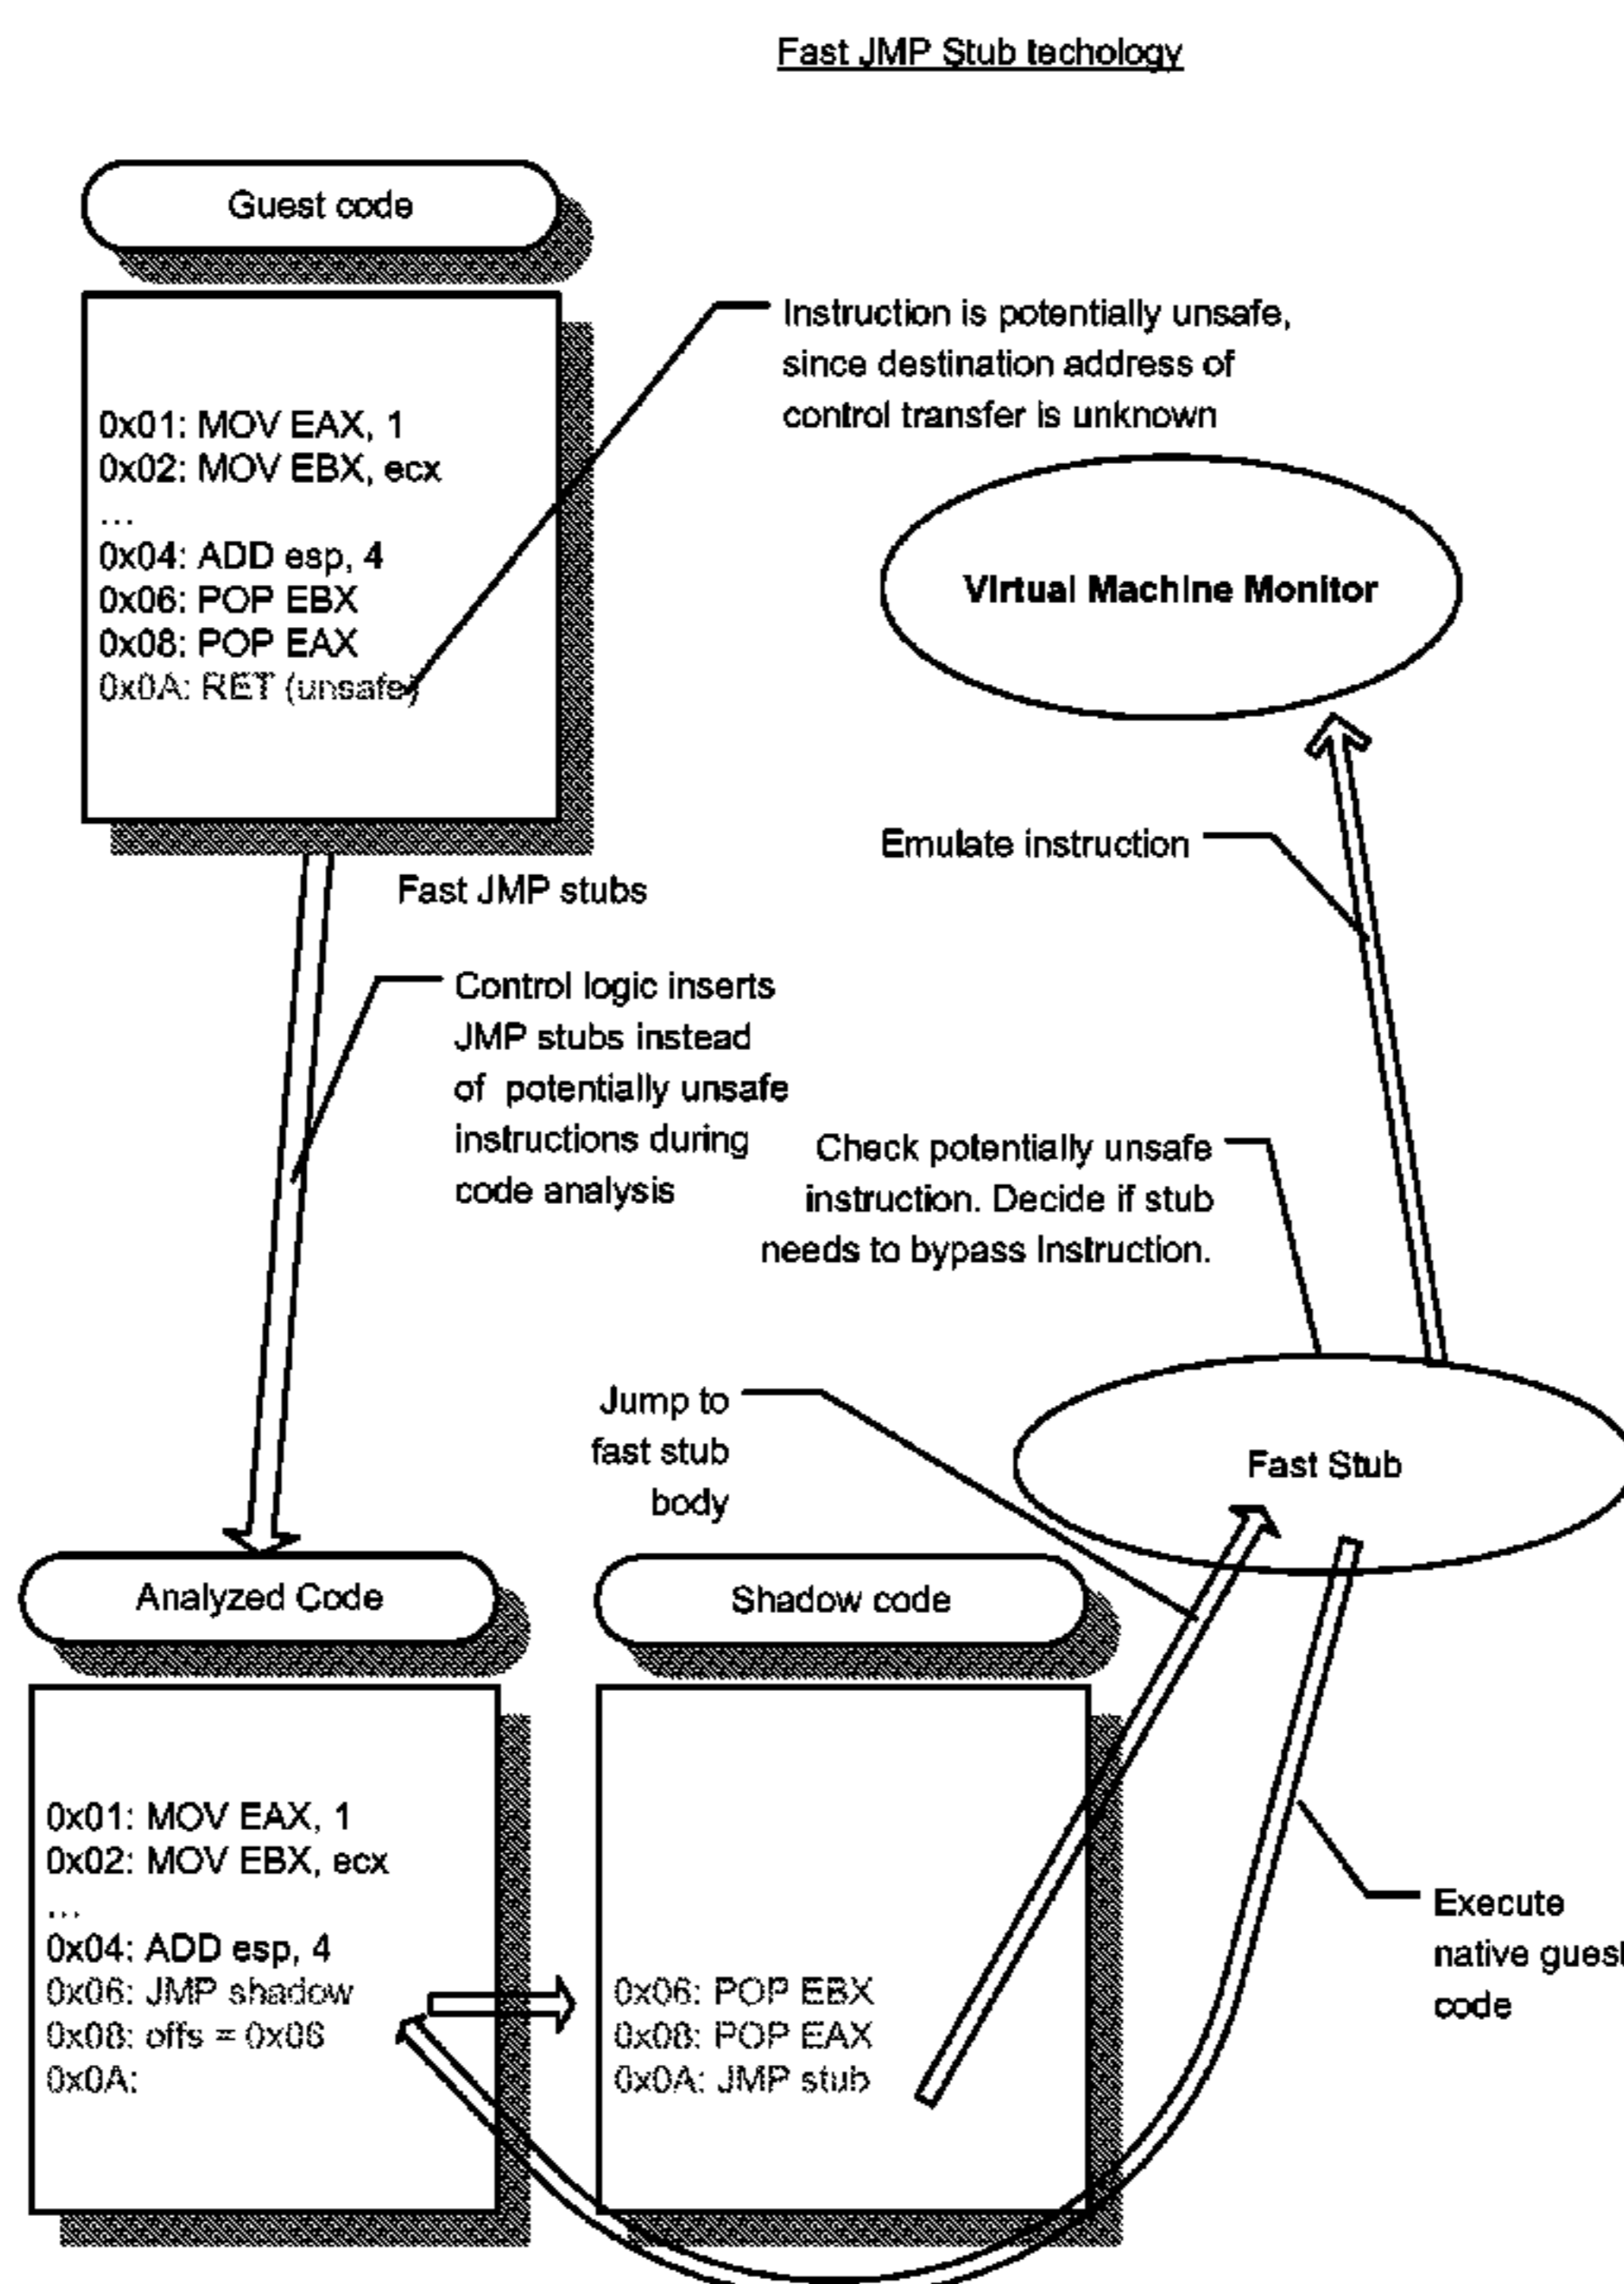 Fast JMP Stub techology
Guest code
0x01: MOV EAX, 1
0x02: MOV EBX, ecx
...
0x04: ADD esp, 4
0x06: POP EBX
0x08: POP EAX
0x0A: RET (unsafe)
Instruction is potentially unsafe,
since destination address of
control transfer is unknown
Virtual Machine Monitor
Emulate instruction
Fast JMP stubs
Control logic inserts
JMP stubs instead
of potentially unsafe
instructions during
code analysis
Check potentially unsafe
instruction. Decide if stub
needs to bypass Instruction.
Jump to
fast stub
body
Fast Stub
Analyzed Code
0x01: MOV EAX, 1
0x02: MOV EBX, ecx
...
0x04: ADD esp, 4
0x06: JMP shadow
0x08: offs = 0x06
0x0A:
Shadow code
0x06: POP EBX
0x08: POP EAX
0x0A: JMP stub
Execute
native guest
code